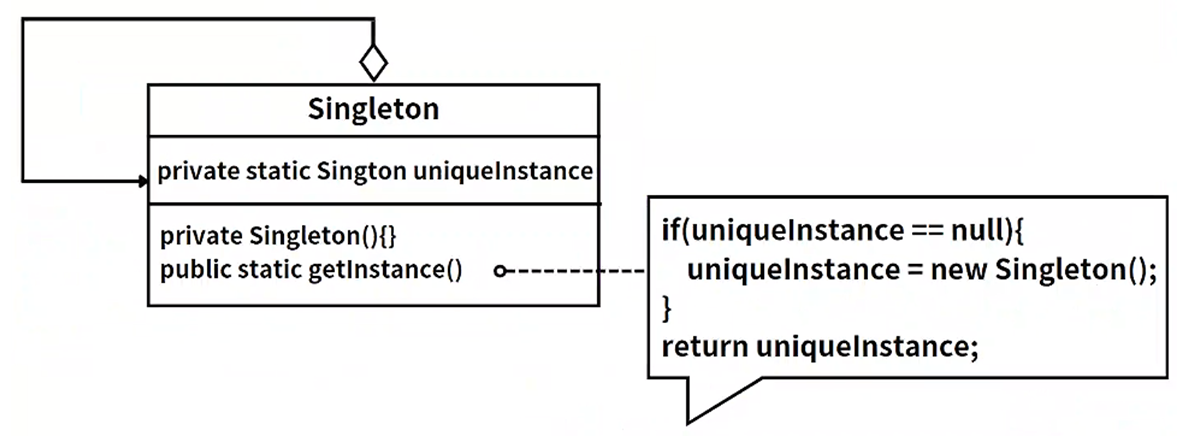 Singleton
private static Sington uniqueInstance
private Singleton(){}
public static getInstance()
if(uniqueInstance == null){
uniqueInstance = new Singleton();
}
return uniqueInstance;